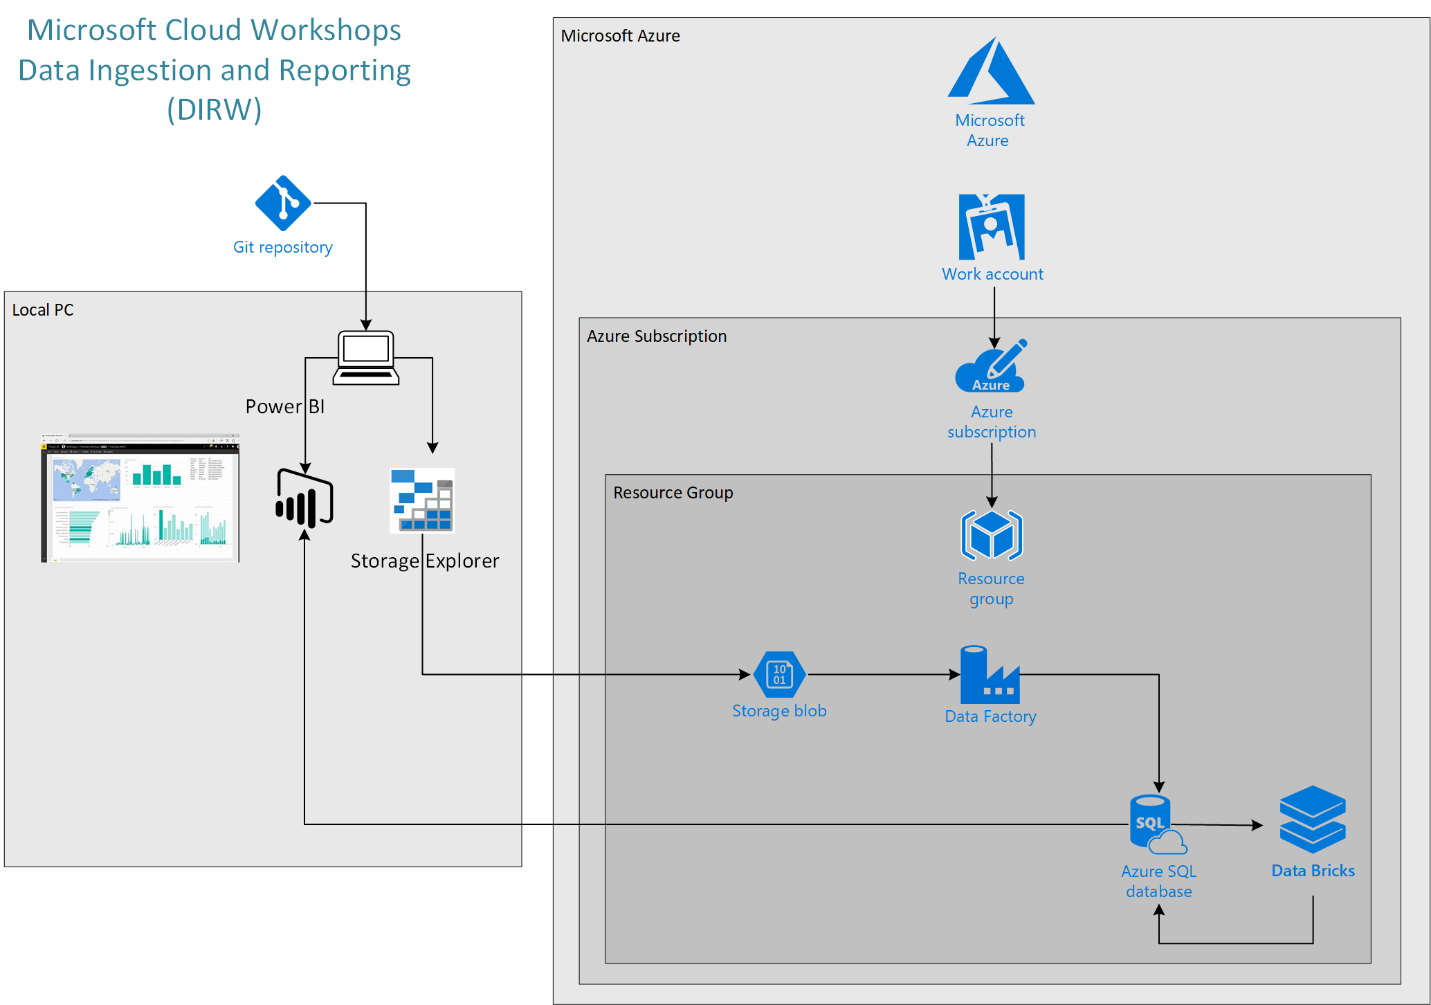 Microsoft Cloud Workshops
Data Ingestion and Reporting
(DIRW)
Microsoft Azure
Microsoft
Azure
Git repository
Work account
Local PC
Azure Subscription
Azure
Azure
subscription
Power BI
Resource Group
Storage Explorer
Resource
group
10
01
Storage blob
Data Factory
SQL
Azure SQL
database
Data Bricks